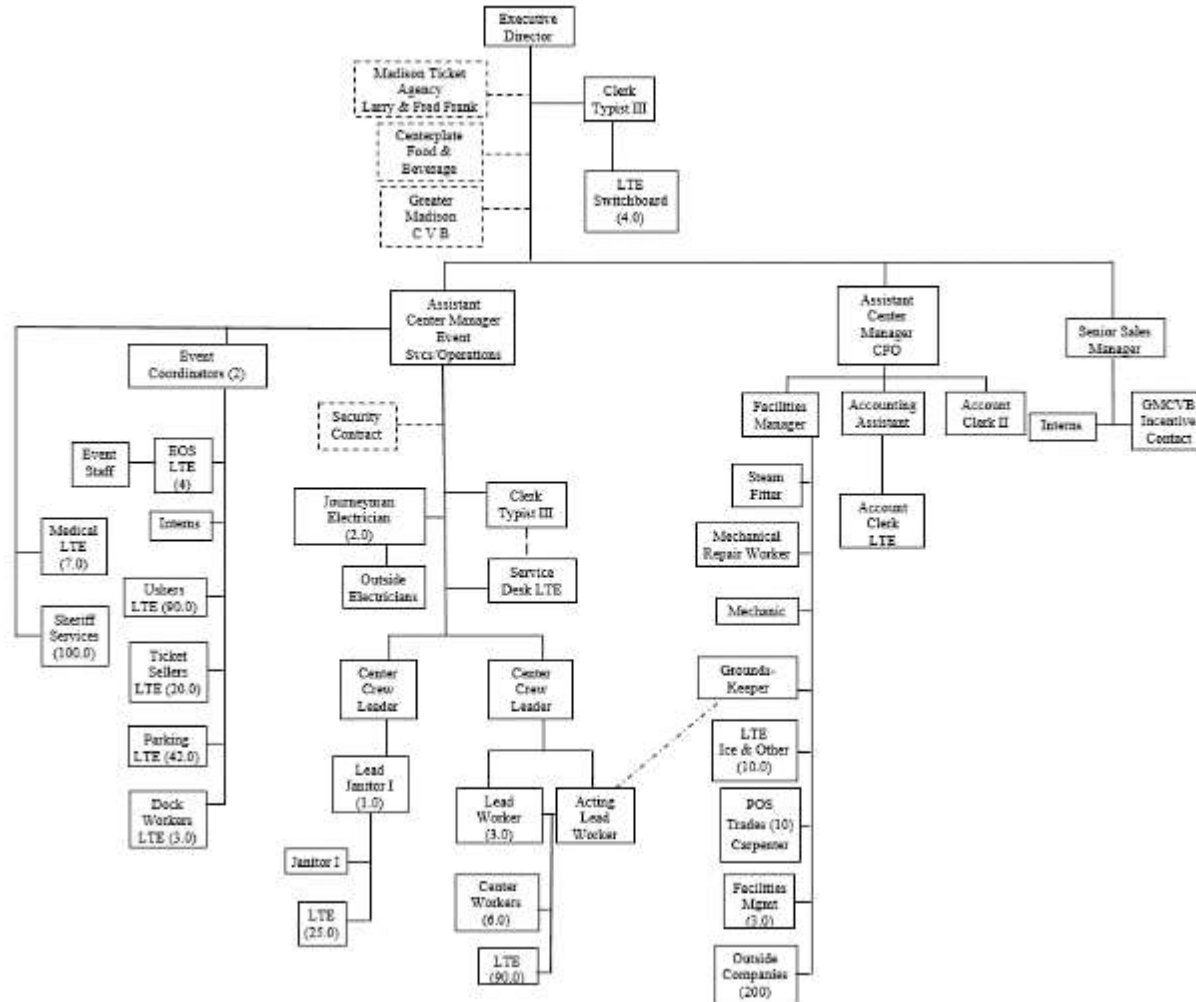 Executive
Director
Madison Ticket
Agency
Larry & Fred Frank
Clerk
Typist III
Centerplate
Food &
Beverage
LTE
Switchboard
(4.0)
Greater
Madison
C V B
Assistant
Center Manager
Event
Svcs/Operations
Assistant
Center
Manager
CFO
Senior Sales
Manager
Event
Coordinators (2)
Security
Contract
Facilities
Manager
Accounting
Assistant
Account
Clerk II
Interns
GMCVB
Incentive
Contact
Event
Staff
EOS
LTE
(4)
Steam
Fitter
Journeyman
Electrician
(2.0)
Clerk
Typist III
Account
Clerk
LTE
Interns
Medical
LTE
(7.0)
Mechanical
Repair Worker
Outside
Electricians
Service
Desk LTE
Ushers
LTE (90.0)
Mechanic
Sheriff
Services
(100.0)
Ticket
Sellers
LTE (20.0)
Center
Crew
Leader
Center
Crew
Leader
Grounds-
Keeper
Parking
LTE (42.0)
LTE
Ice & Other
(10.0)
Lead
Janitor I
(1.0)
Dock
Workers
LTE (3.0)
Lead
Worker
(3.0)
Acting
Lead
Worker
POS
Trades (10)
Carpenter
Janitor I
Center
Workers
(6.0)
Facilities
Mgmt
(3.0)
LTE
(25.0)
LTE
(90.0)
Outside
Companies
(200)